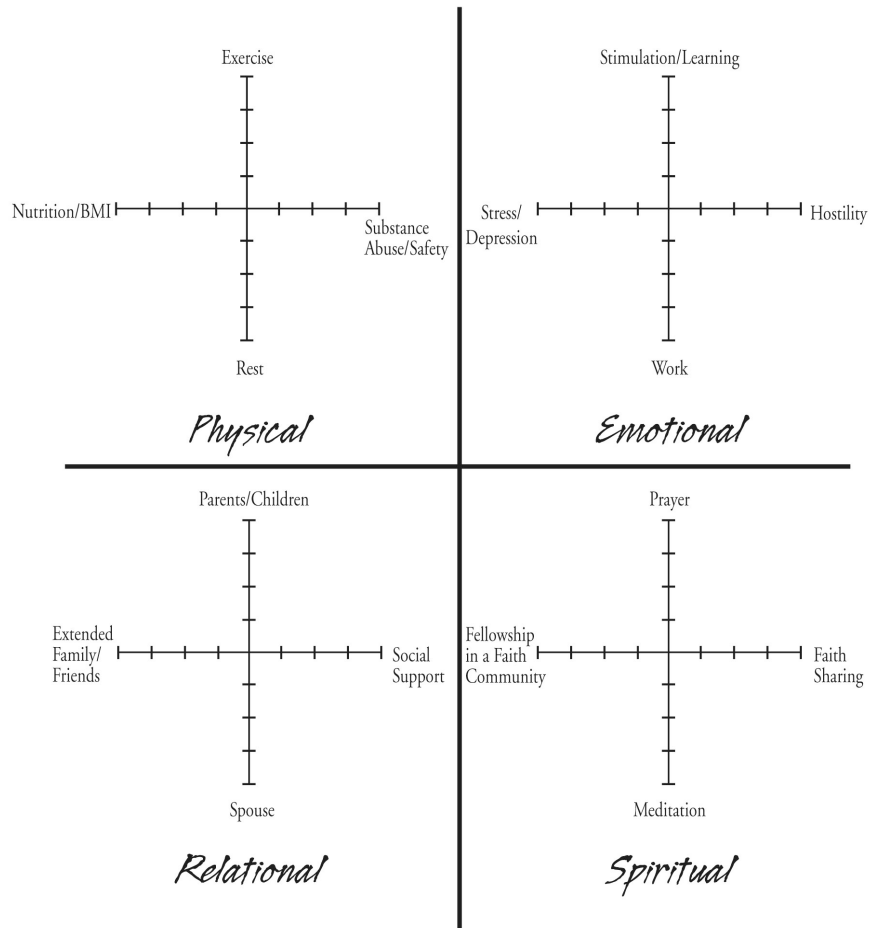 Exercise
Nutrition/BMI
Substance
Abuse/Safety
Rest
Physical
Stimulation/Learning
Stress/
Depression
Hostility
Work
Emotional
Parents/Children
Extended
Family/
Friends
Social
Support
Spouse
Relational
Prayer
Fellowship
in a Faith
Community
Faith
Sharing
Meditation
Spiritual